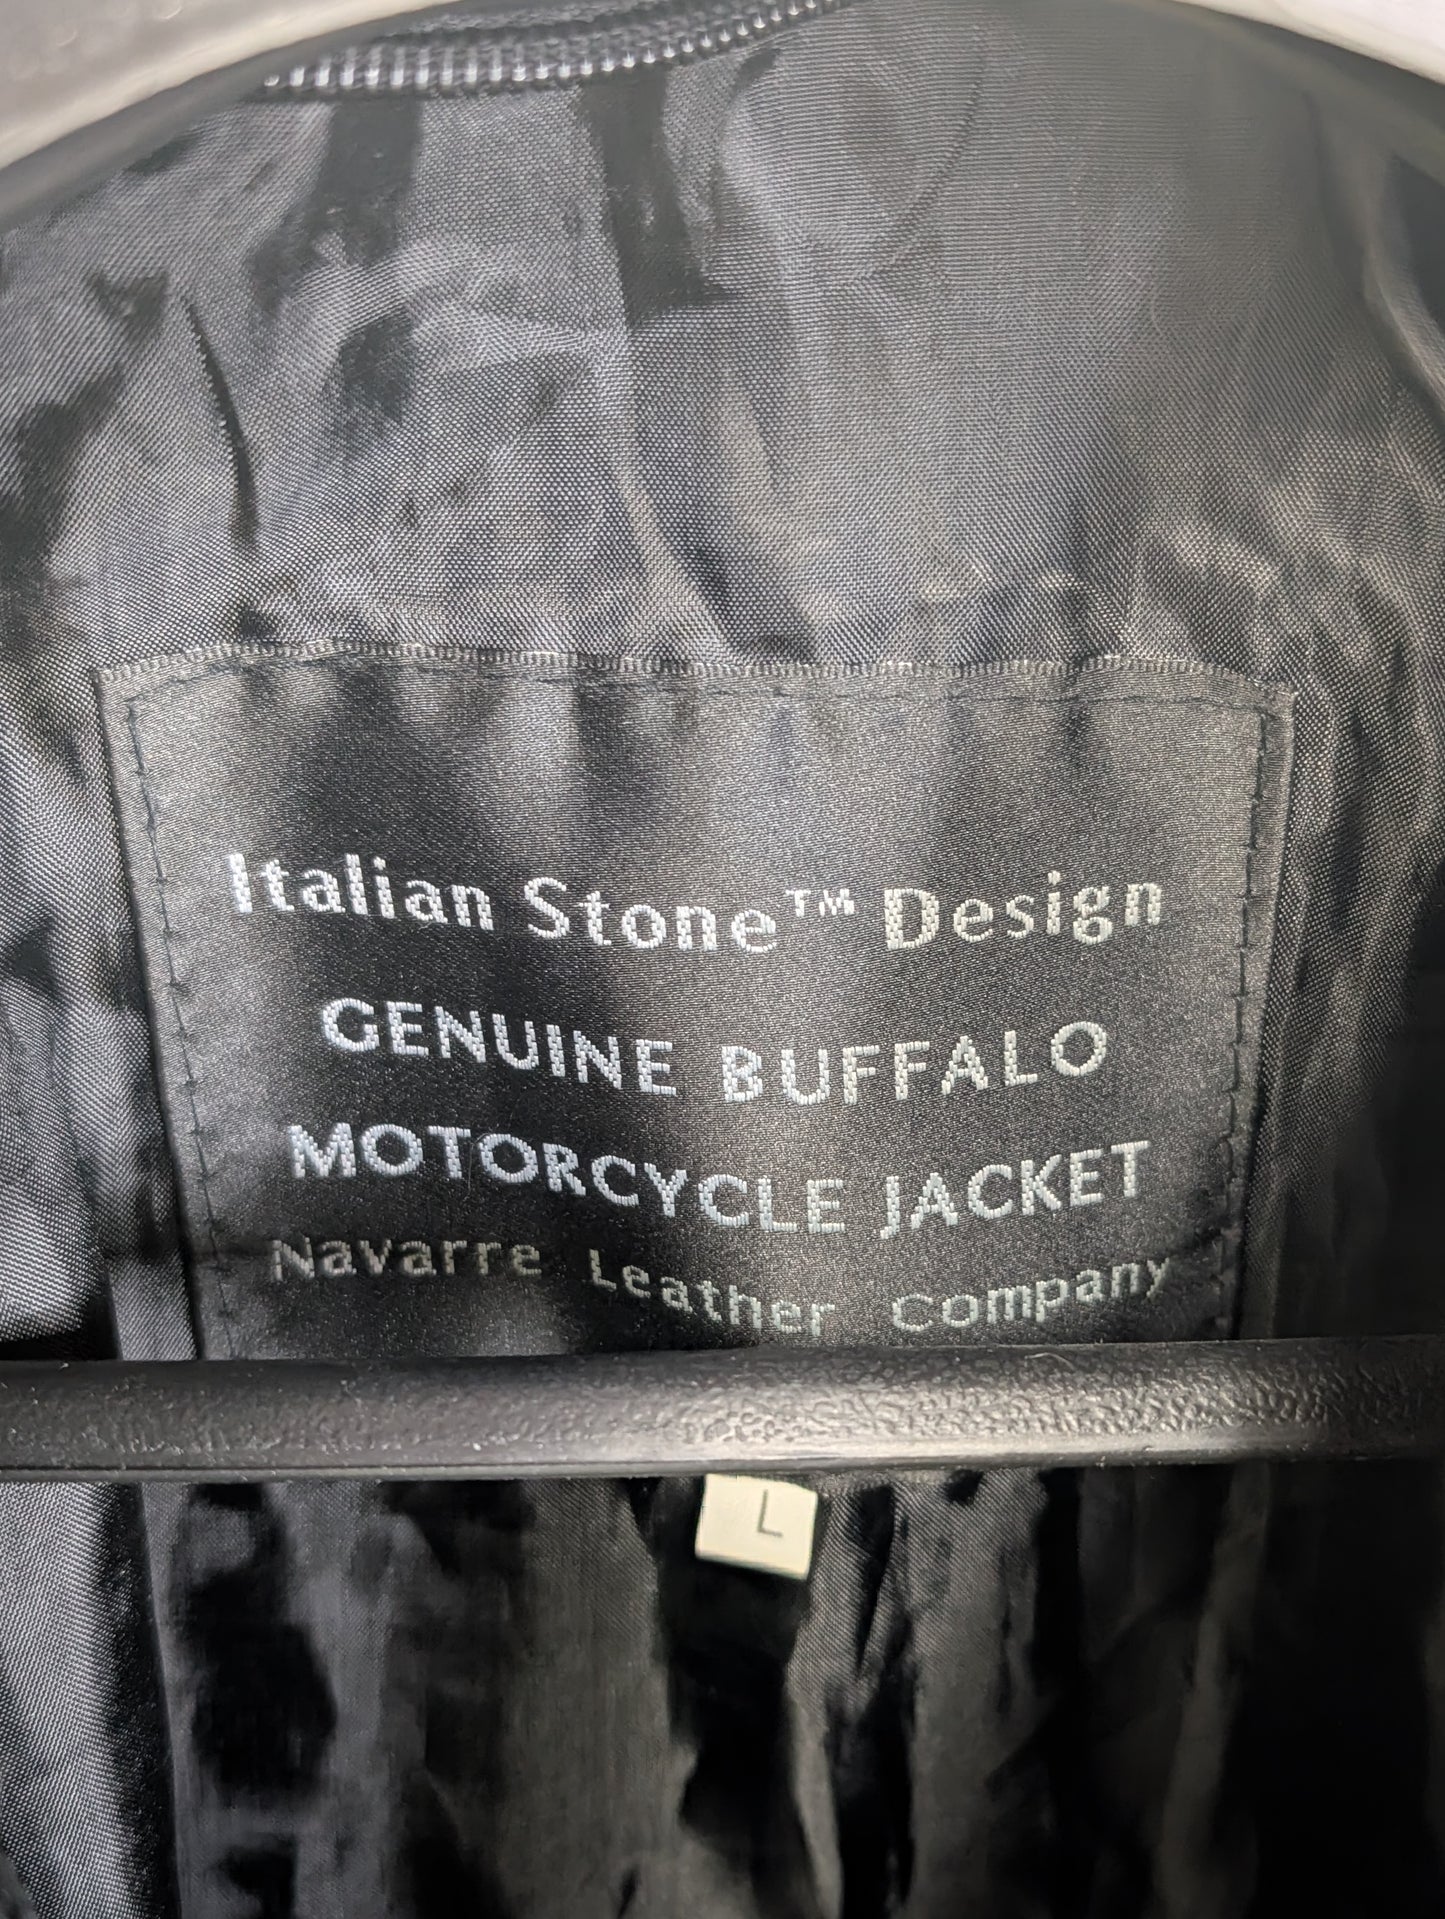 Italian Stone™ Design
GENUINE BUFFALO
MOTORCYCLE JACKET
Navarre Leather Company
L